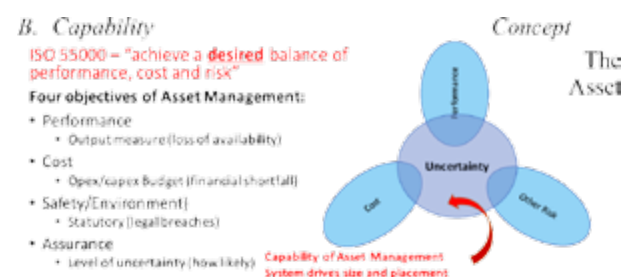 B. Capability
Concept
ISO 55000 – "achieve a desired balance of
performance, cost and risk"
The
Asset
Four objectives of Asset Management:
• Performance
• Output measure (loss of availability)
• Cost
• Opex/capex Budget (financial shortfall)
• Safety/Environment)
• Statutory (legal breaches)
• Assurance
• Level of uncertainty (how likely)
Performance
Uncertainty
Cost
Other Risk
Capability of Asset Management
System drives size and placement